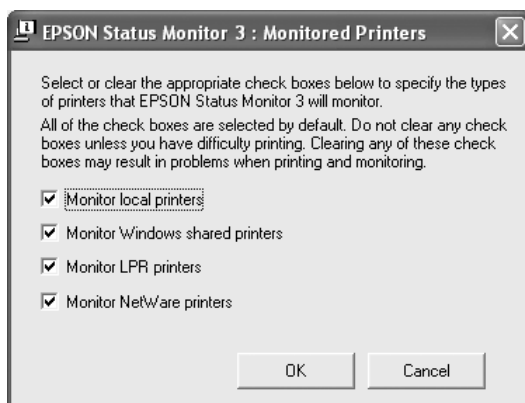 EPSON Status Monitor 3 : Monitored Printers
Select or clear the appropriate check boxes below to specify the types
of printers that EPSON Status Monitor 3 will monitor.
All of the check boxes are selected by default. Do not clear any check
boxes unless you have difficulty printing. Clearing any of these check
boxes may result in problems when printing and monitoring.
Monitor local printers
Monitor Windows shared printers
Monitor LPR printers
Monitor NetWare printers
OK Cancel